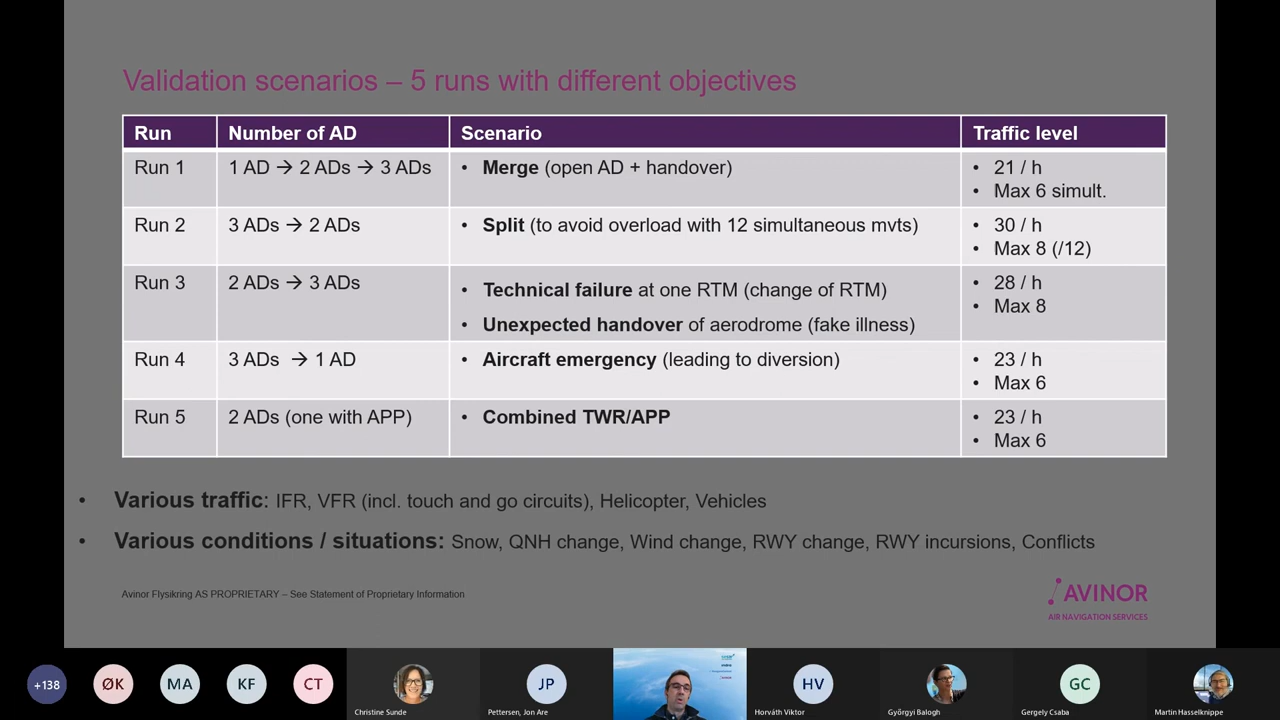 Validation scenarios – 5 runs with different objectives
Run Number of AD Scenario Traffic level
Run 1 1 AD → 2 ADs → 3 ADs • Merge (open AD + handover) • 21 / h
• Max 6 simult.
Run 2 3 ADs → 2 ADs • Split (to avoid overload with 12 simultaneous mvts) • 30 / h
• Max 8 (/12)
Run 3 2 ADs → 3 ADs • Technical failure at one RTM (change of RTM) • 28 / h
• Max 8
• Unexpected handover of aerodrome (fake illness)
Run 4 3 ADs → 1 AD • Aircraft emergency (leading to diversion) • 23 / h
• Max 6
Run 5 2 ADs (one with APP) • Combined TWR/APP • 23 / h
• Max 6
• Various traffic: IFR, VFR (incl. touch and go circuits), Helicopter, Vehicles
• Various conditions / situations: Snow, QNH change, Wind change, RWY change, RWY incursions, Conflicts
Avinor Flysikring AS PROPRIETARY – See Statement of Proprietary Information
AVINOR
AIR NAVIGATION SERVICES
+138 ØK MA KF CT JP HV GC
Christine Sunde Pettersen, Jon Are Horváth Viktor Györgyi Balogh Gergely Csaba Martin Hasselknippe